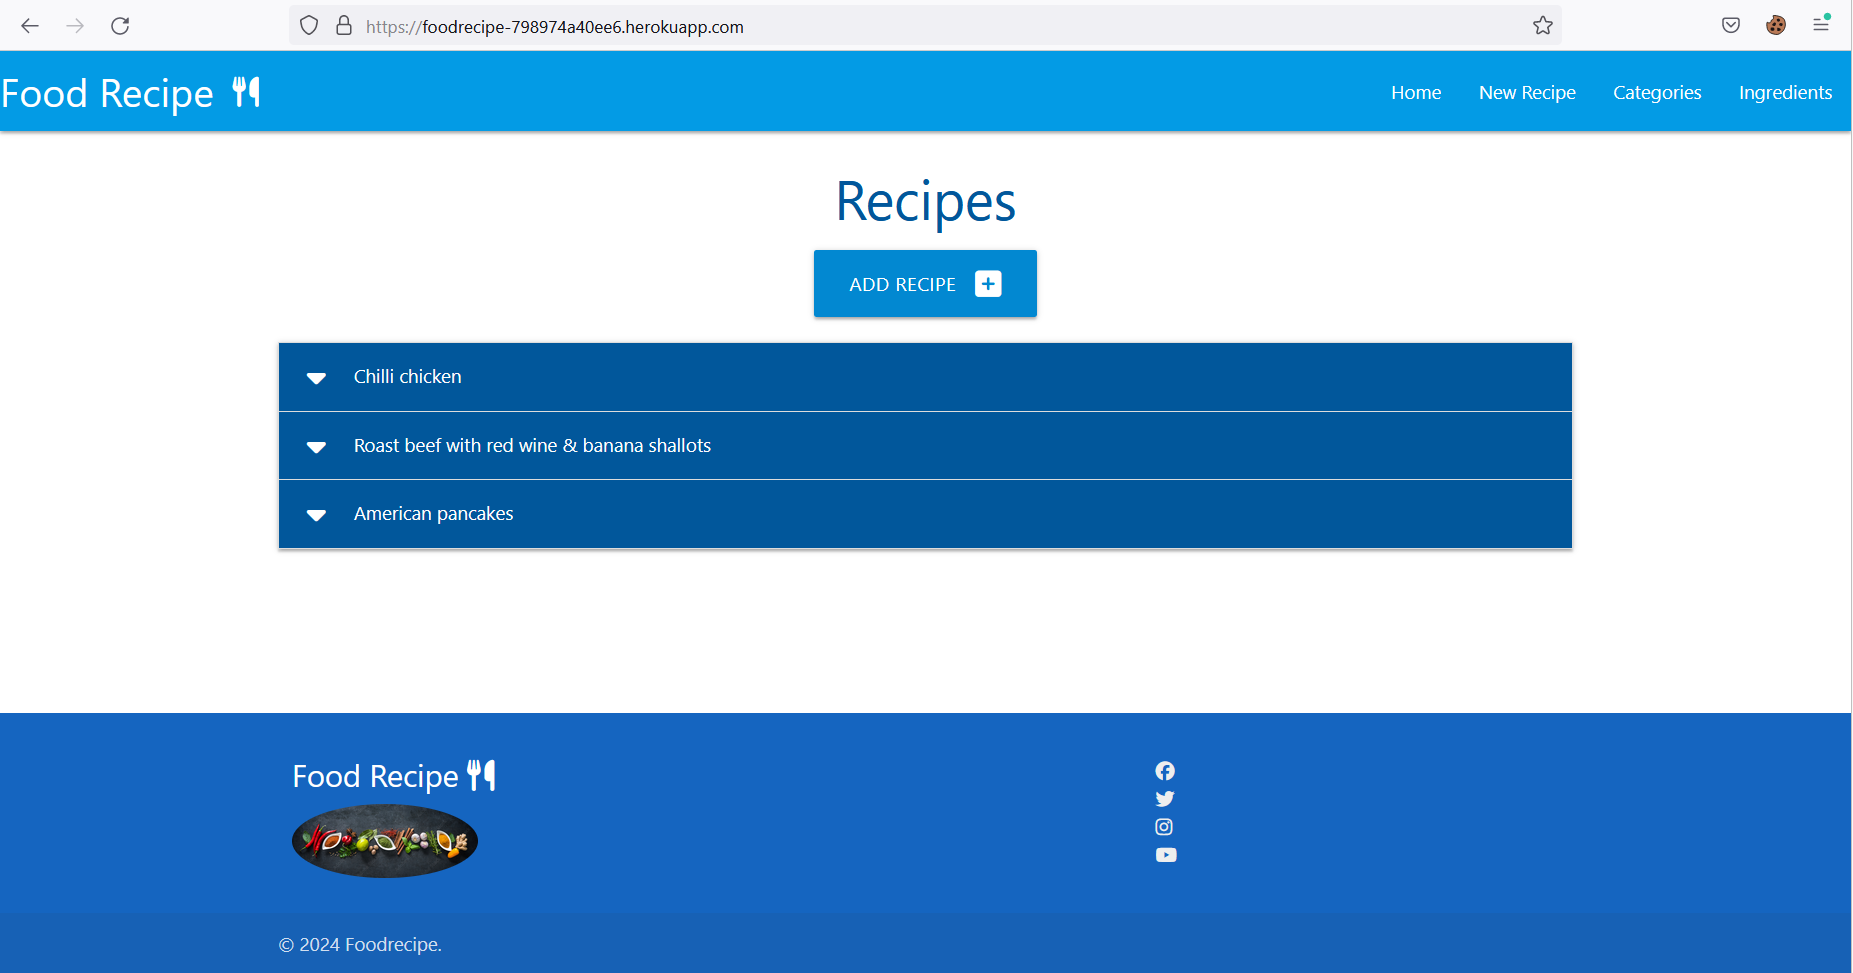 https://foodrecipe-798974a40ee6.herokuapp.com
Food Recipe
Home New Recipe Categories Ingredients
Recipes
ADD RECIPE
Chilli chicken
Roast beef with red wine & banana shallots
American pancakes
Food Recipe
© 2024 Foodrecipe.